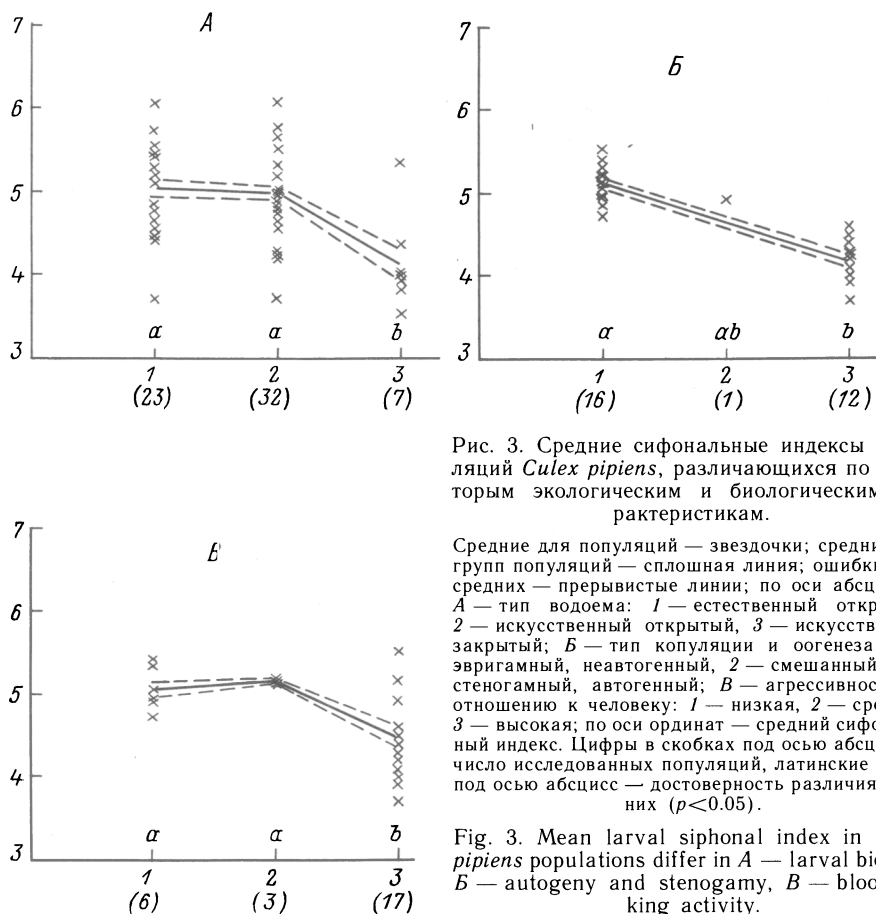 7
А
6
5
4
3
a a b
1 2 3
(23) (32) (7)
7
Б
6
5
4
3
a ab b
1 2 3
(16) (1) (12)
7
В
6
5
4
3
a a b
1 2 3
(6) (3) (17)
Рис. 3. Средние сифональные индексы
ляций Culex pipiens, различающихся по
торым экологическим и биологическим
рактеристикам.
Средние для популяций — звездочки; средни
групп популяций — сплошная линия; ошибки
средних — прерывистые линии; по оси абсц
А — тип водоема: 1 — естественный откр
2 — искусственный открытый, 3 — искусств
закрытый; Б — тип копуляции и оогенеза
эвригамный, неавтогенный, 2 — смешанный
стеногамный, автогенный; В — агрессивнос
отношению к человеку: 1 — низкая, 2 — сре
3 — высокая; по оси ординат — средний сифо
ный индекс. Цифры в скобках под осью абсц
число исследованных популяций, латинские
под осью абсцисс — достоверность различия
них (p<0.05).
Fig. 3. Mean larval siphonal index in
pipiens populations differ in А — larval bio
Б — autogeny and stenogamy, В — bloo
king activity.